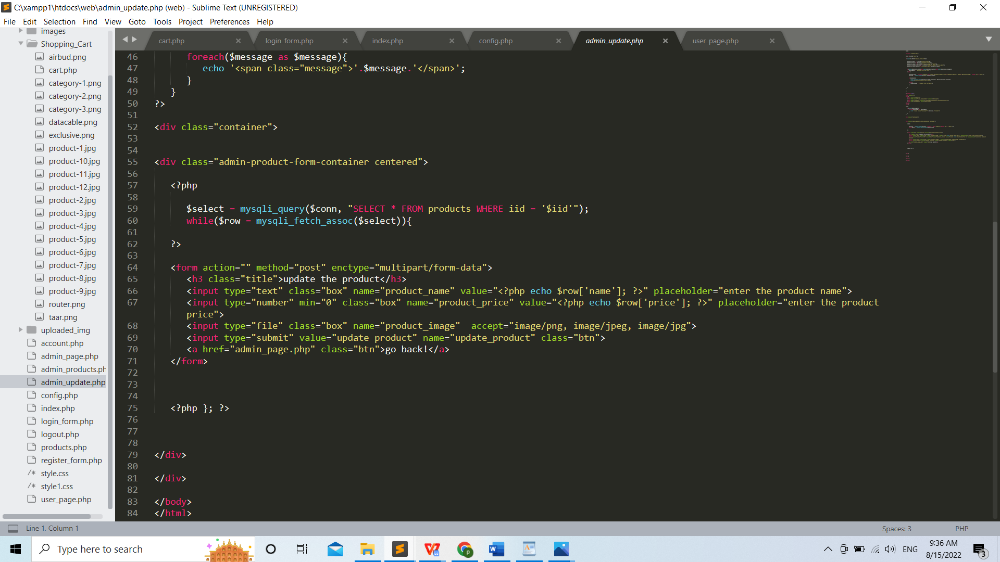 C:\xampp1\htdocs\web\admin_update.php (web) - Sublime Text (UNREGISTERED)
File Edit Selection Find View Goto Tools Project Preferences Help
images
Shopping_Cart
airbud.png
cart.php
category-1.png
category-2.png
category-3.png
datacable.png
exclusive.png
product-1.jpg
product-10.jpg
product-11.jpg
product-12.jpg
product-2.jpg
product-3.jpg
product-4.jpg
product-5.jpg
product-6.jpg
product-7.jpg
product-8.jpg
product-9.jpg
router.png
taar.png
uploaded_img
account.php
admin_page.php
admin_products.ph
admin_update.php
config.php
index.php
login_form.php
logout.php
products.php
register_form.php
/* style.css
/* style1.css
user_page.php
cart.php login_form.php index.php config.php admin_update.php user_page.php
46 foreach($message as $message){
47 echo '<span class="message">'.$message.'</span>';
48 }
49 }
50 ?>
51
52 <div class="container">
53
54
55 <div class="admin-product-form-container centered">
56
57 <?php
58
59 $select = mysqli_query($conn, "SELECT * FROM products WHERE iid = '$iid'");
60 while($row = mysqli_fetch_assoc($select)){
61
62 ?>
63
64 <form action="" method="post" enctype="multipart/form-data">
65 <h3 class="title">update the product</h3>
66 <input type="text" class="box" name="product_name" value="<?php echo $row['name']; ?>" placeholder="enter the product name">
67 <input type="number" min="0" class="box" name="product_price" value="<?php echo $row['price']; ?>" placeholder="enter the product
price">
68 <input type="file" class="box" name="product_image"  accept="image/png, image/jpeg, image/jpg">
69 <input type="submit" value="update product" name="update_product" class="btn">
70 <a href="admin_page.php" class="btn">go back!</a>
71 </form>
72
73
74
75 <?php }; ?>
76
77
78
79 </div>
80
81 </div>
82
83 </body>
84 </html>
Line 1, Column 1
Spaces: 3
PHP
Type here to search
ENG
9:36 AM
8/15/2022
3